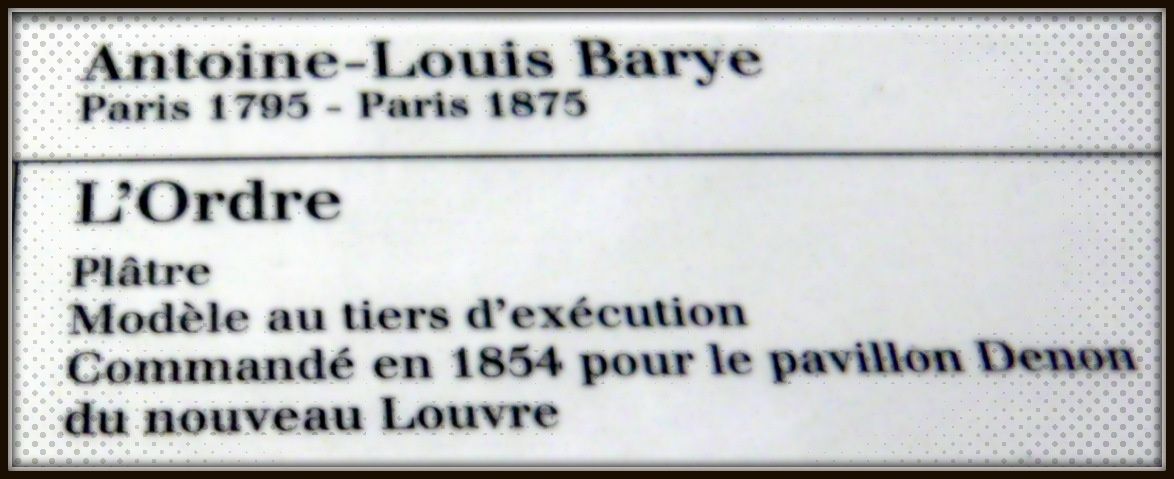 Antoine-Louis Barye
Paris 1795 - Paris 1875
L'Ordre
Plâtre
Modèle au tiers d'exécution
Commandé en 1854 pour le pavillon Denon
du nouveau Louvre